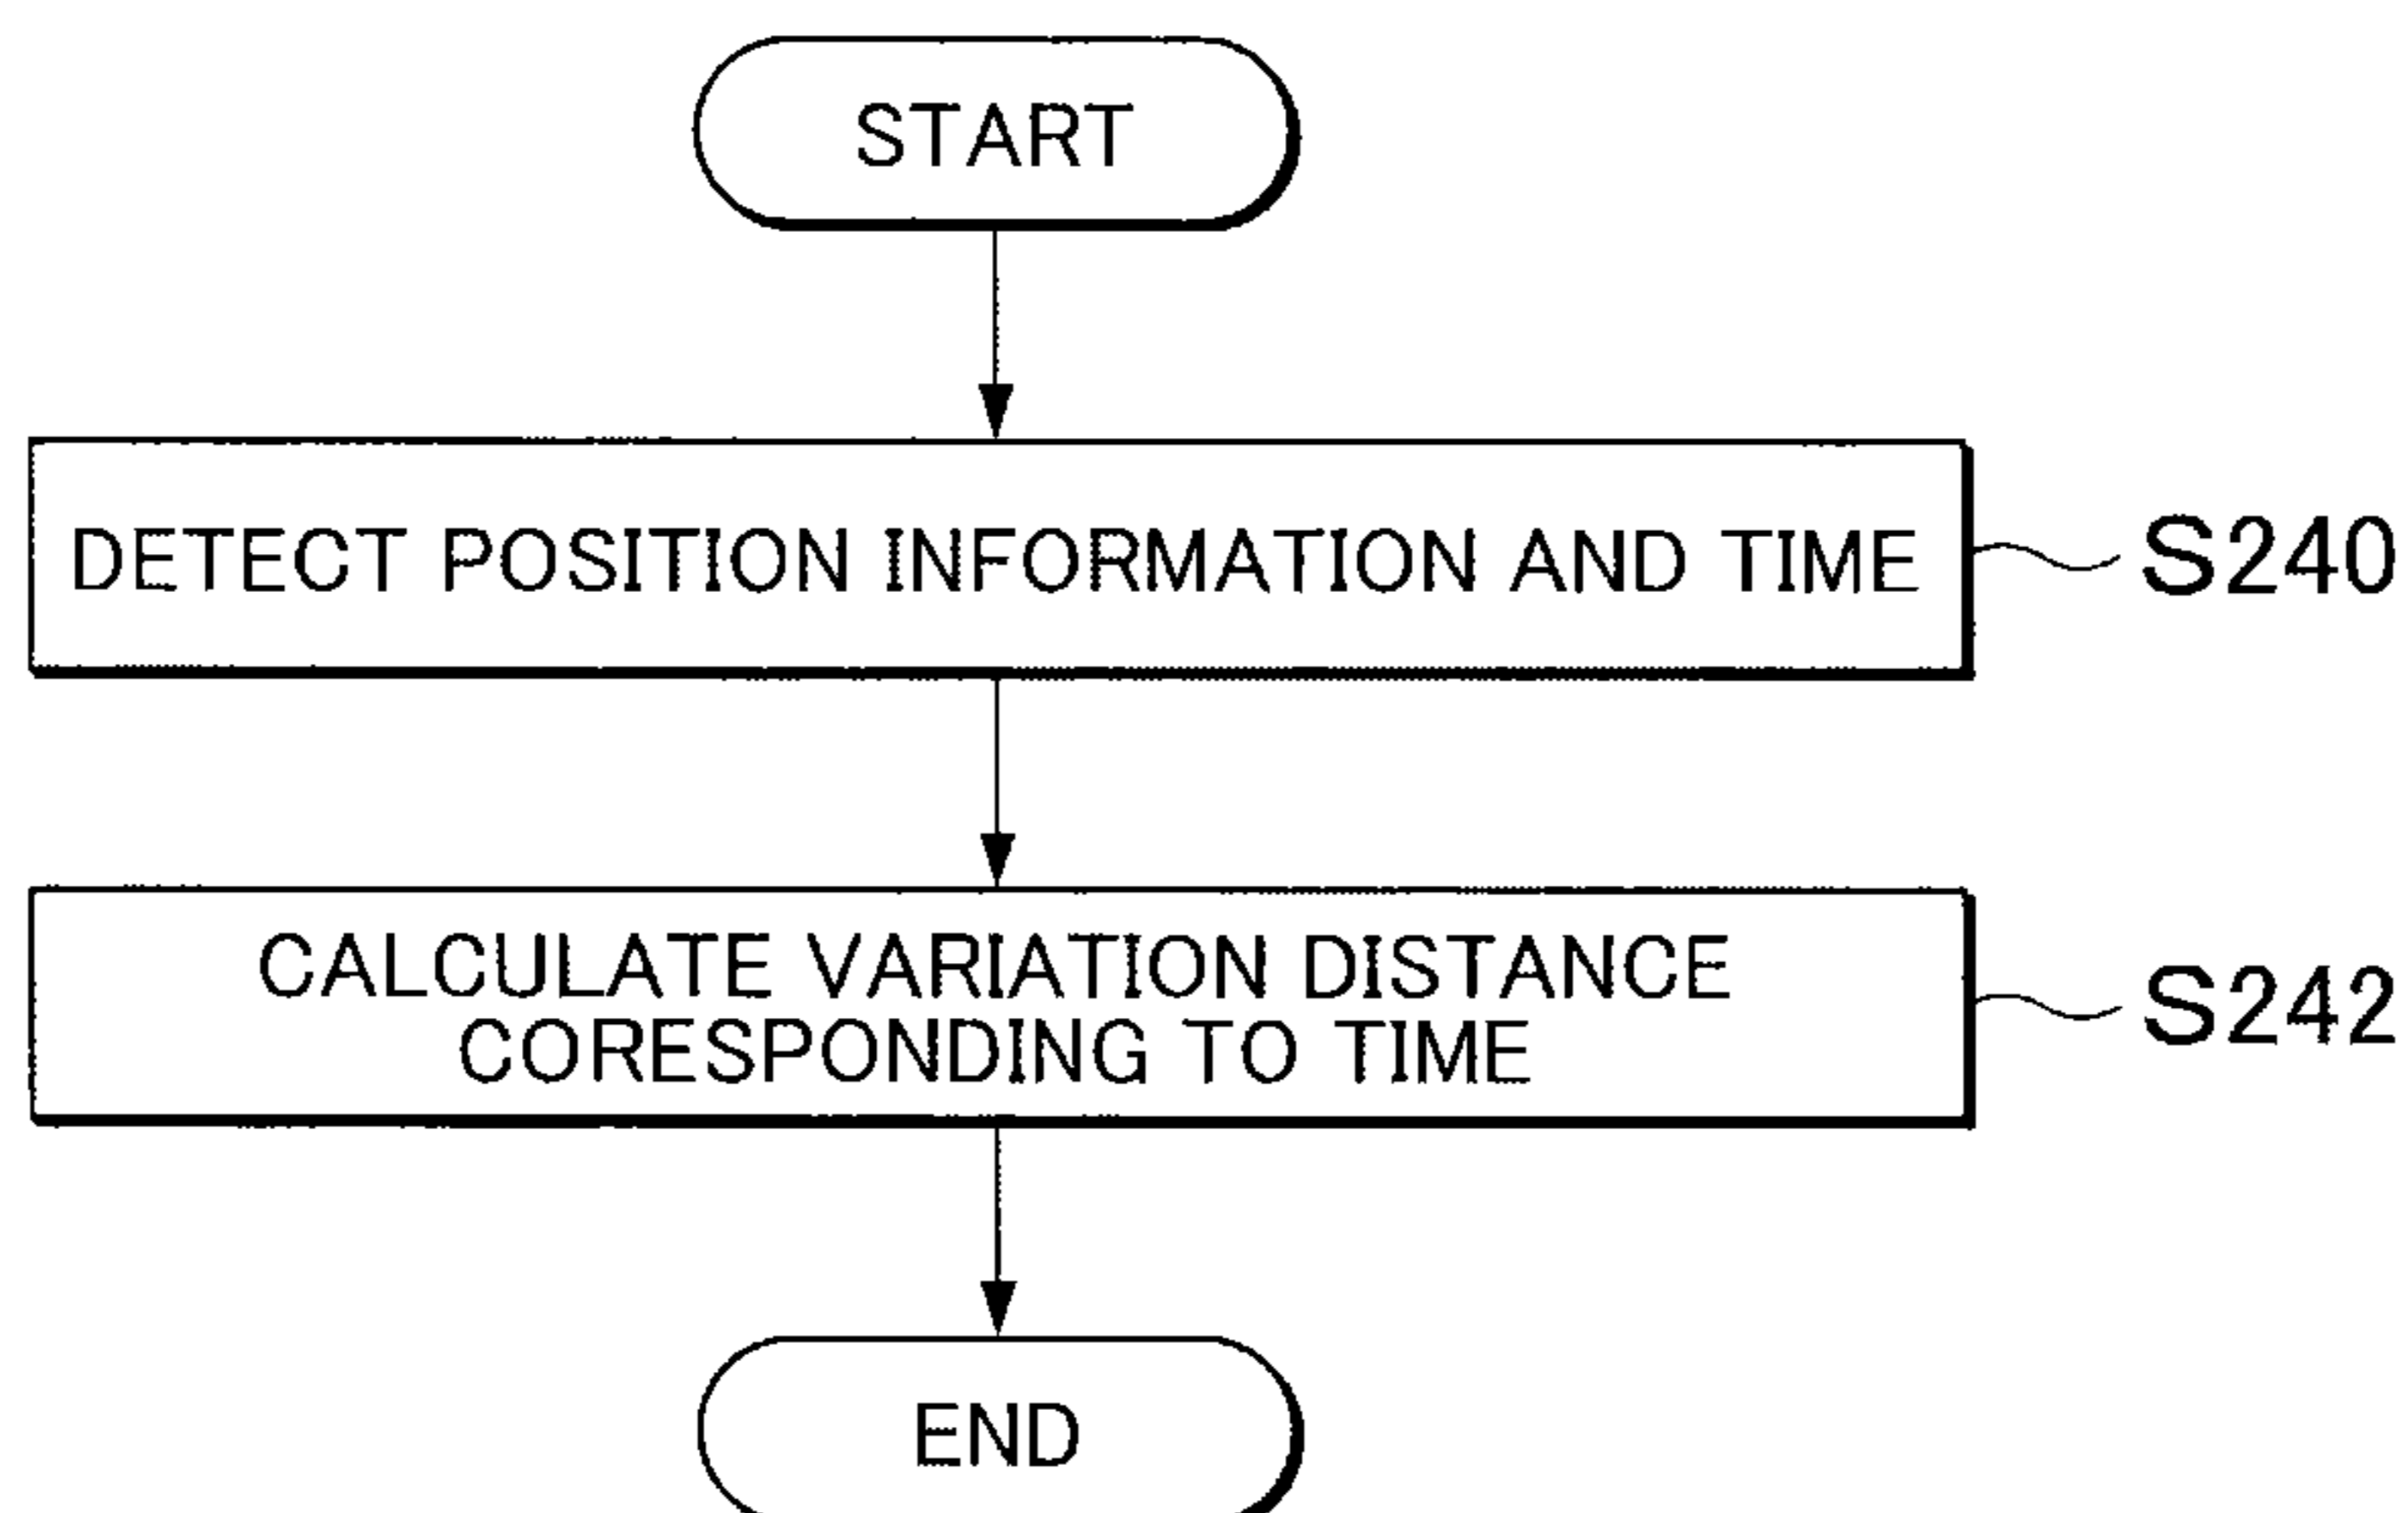 START
DETECT POSITION INFORMATION AND TIME
S240
CALCULATE VARIATION DISTANCE
CORESPONDING TO TIME
S242
END